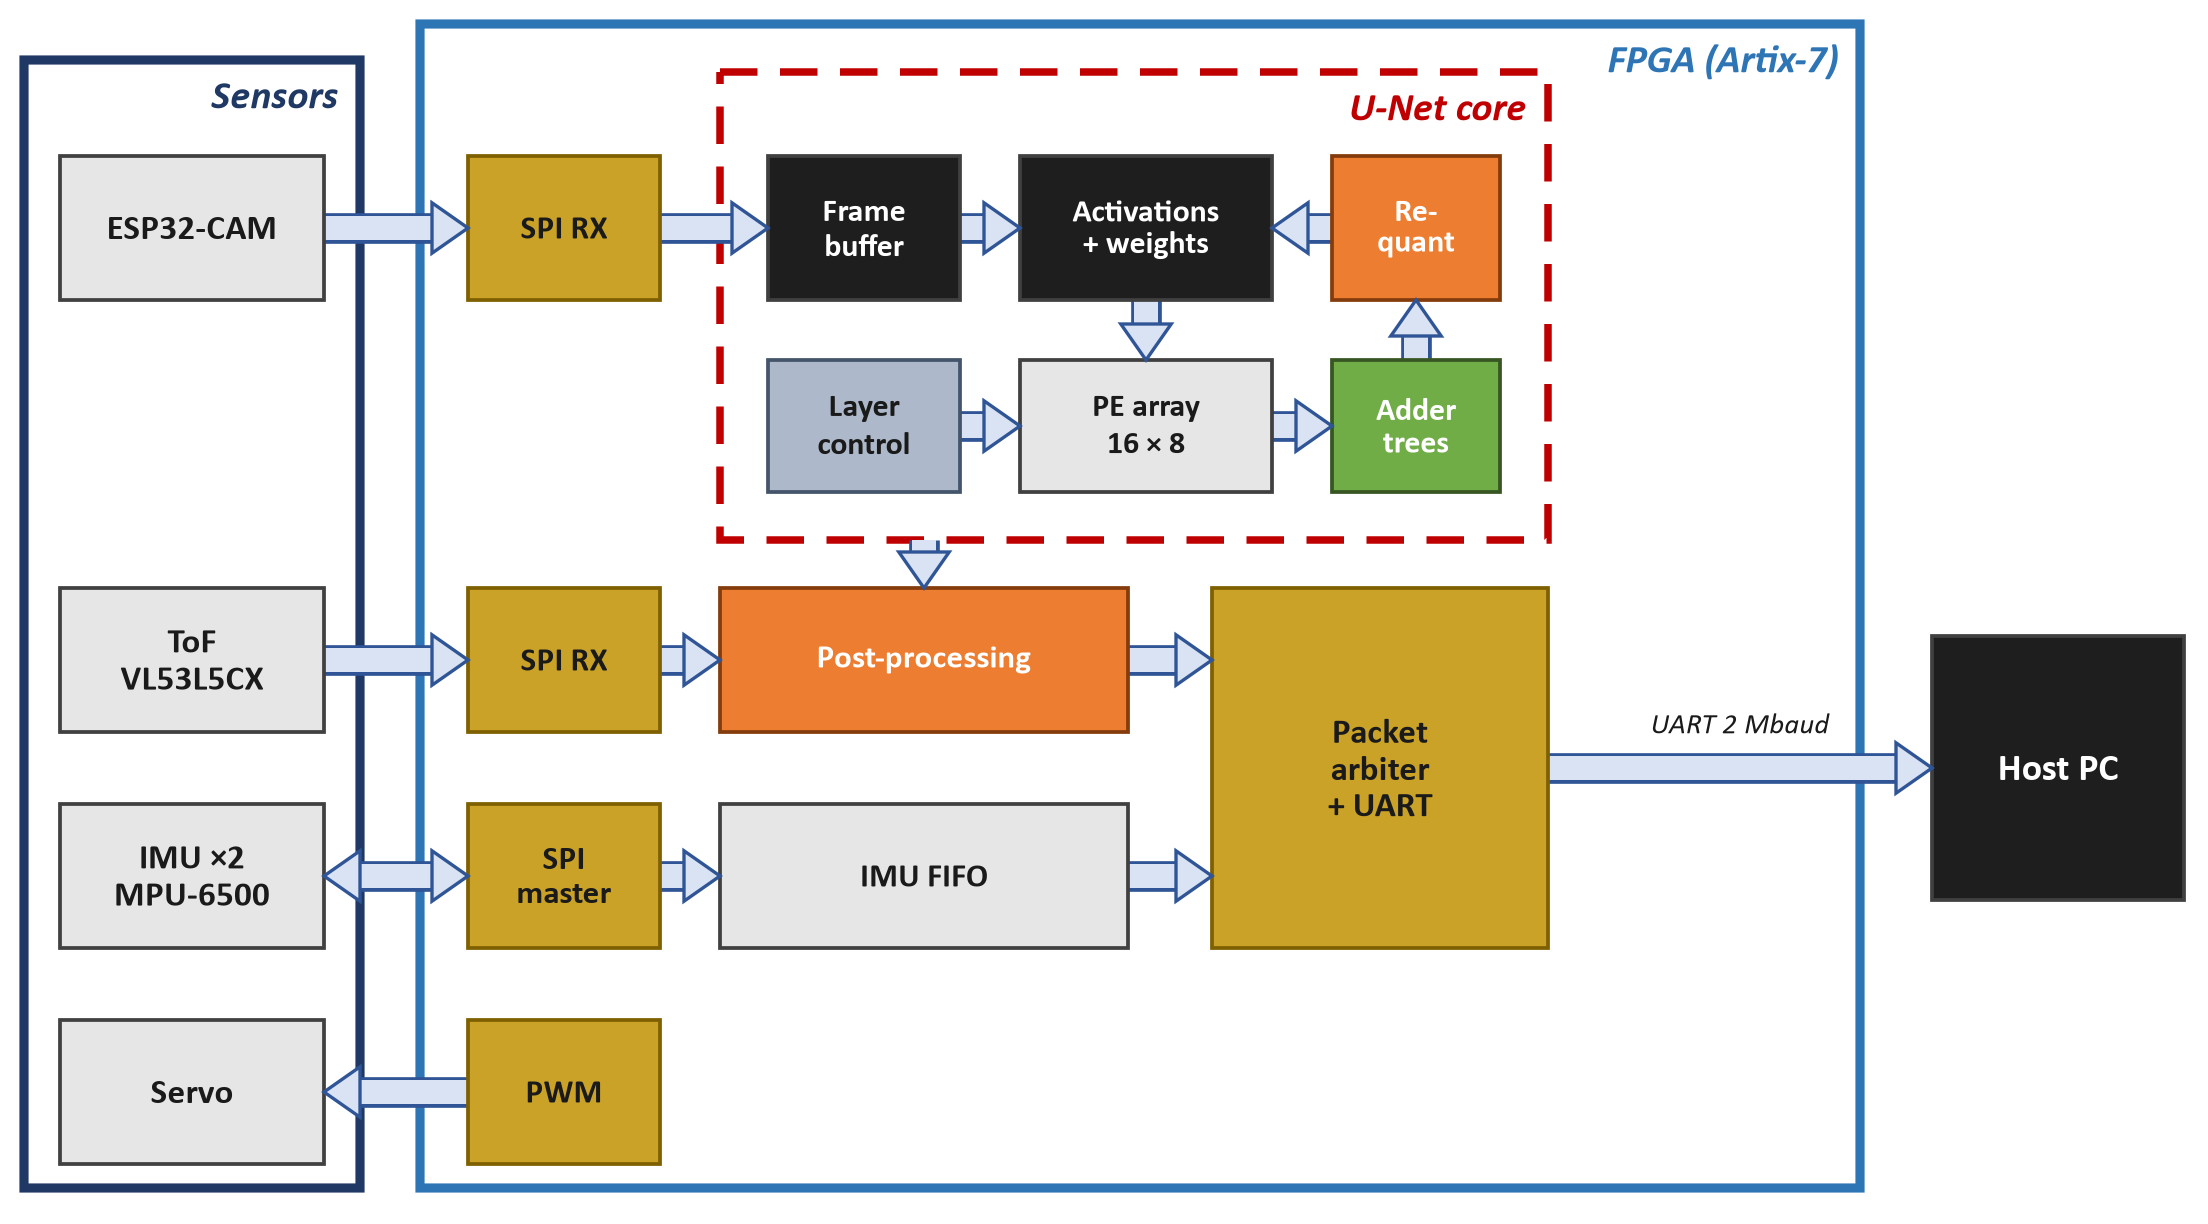 FPGA (Artix-7)
Sensors
U-Net core
ESP32-CAM
SPI RX
Frame
buffer
Activations
+ weights
Re-
quant
Layer
control
PE array
16 × 8
Adder
trees
ToF
VL53L5CX
SPI RX
Post-processing
Packet
arbiter
+ UART
UART 2 Mbaud
Host PC
IMU ×2
MPU-6500
SPI
master
IMU FIFO
Servo
PWM